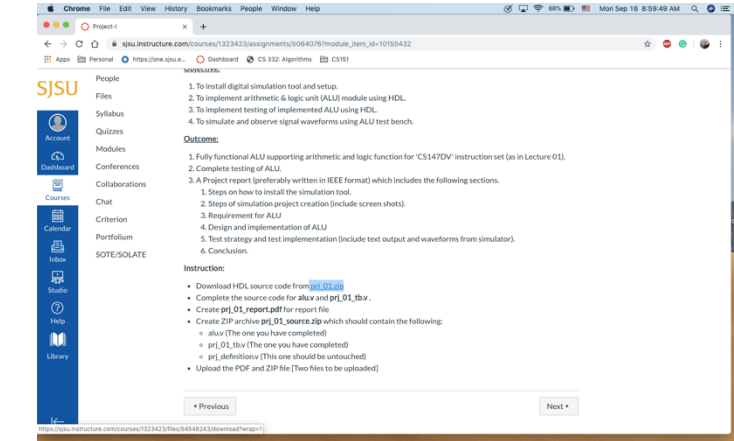 Chrome File Edit View History Bookmarks People Window Help 68% Mon Sep 16 8:59:49 AM
Project-I
sjsu.instructure.com/courses/1323423/assignments/5064076?module_item_id=10155432
Apps Personal https://one.sjsu.e... Dashboard CS 332: Algorithms CS151
SJSU
Account
Dashboard
Courses
Calendar
Inbox
Studio
Help
Library
People
Files
Syllabus
Quizzes
Modules
Conferences
Collaborations
Chat
Criterion
Portfolium
SOTE/SOLATE
Objective:
1. To install digital simulation tool and setup.
2. To implement arithmetic & logic unit (ALU) module using HDL.
3. To implement testing of implemented ALU using HDL.
4. To simulate and observe signal waveforms using ALU test bench.
Outcome:
1. Fully functional ALU supporting arithmetic and logic function for 'CS147DV' instruction set (as in Lecture 01).
2. Complete testing of ALU.
3. A Project report (preferably written in IEEE format) which includes the following sections.
1. Steps on how to install the simulation tool.
2. Steps of simulation project creation (include screen shots).
3. Requirement for ALU
4. Design and implementation of ALU
5. Test strategy and test implementation (include text output and waveforms from simulator).
6. Conclusion.
Instruction:
• Download HDL source code from prj_01.zip
• Complete the source code for alu.v and prj_01_tb.v .
• Create prj_01_report.pdf for report file
• Create ZIP archive prj_01_source.zip which should contain the following:
alu.v (The one you have completed)
prj_01_tb.v (The one you have completed)
prj_definition.v (This one should be untouched)
• Upload the PDF and ZIP file [Two files to be uploaded]
Previous
Next
https://sjsu.instructure.com/courses/1323423/files/54548243/download?wrap=1